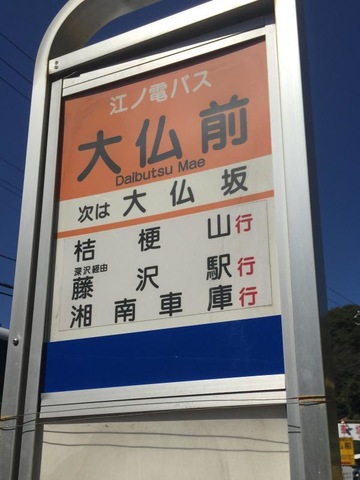 江ノ電バス
大仏前
Daibutsu Mae
次は 大仏坂
桔梗山行
深沢経由
藤沢駅行
湘南車庫行